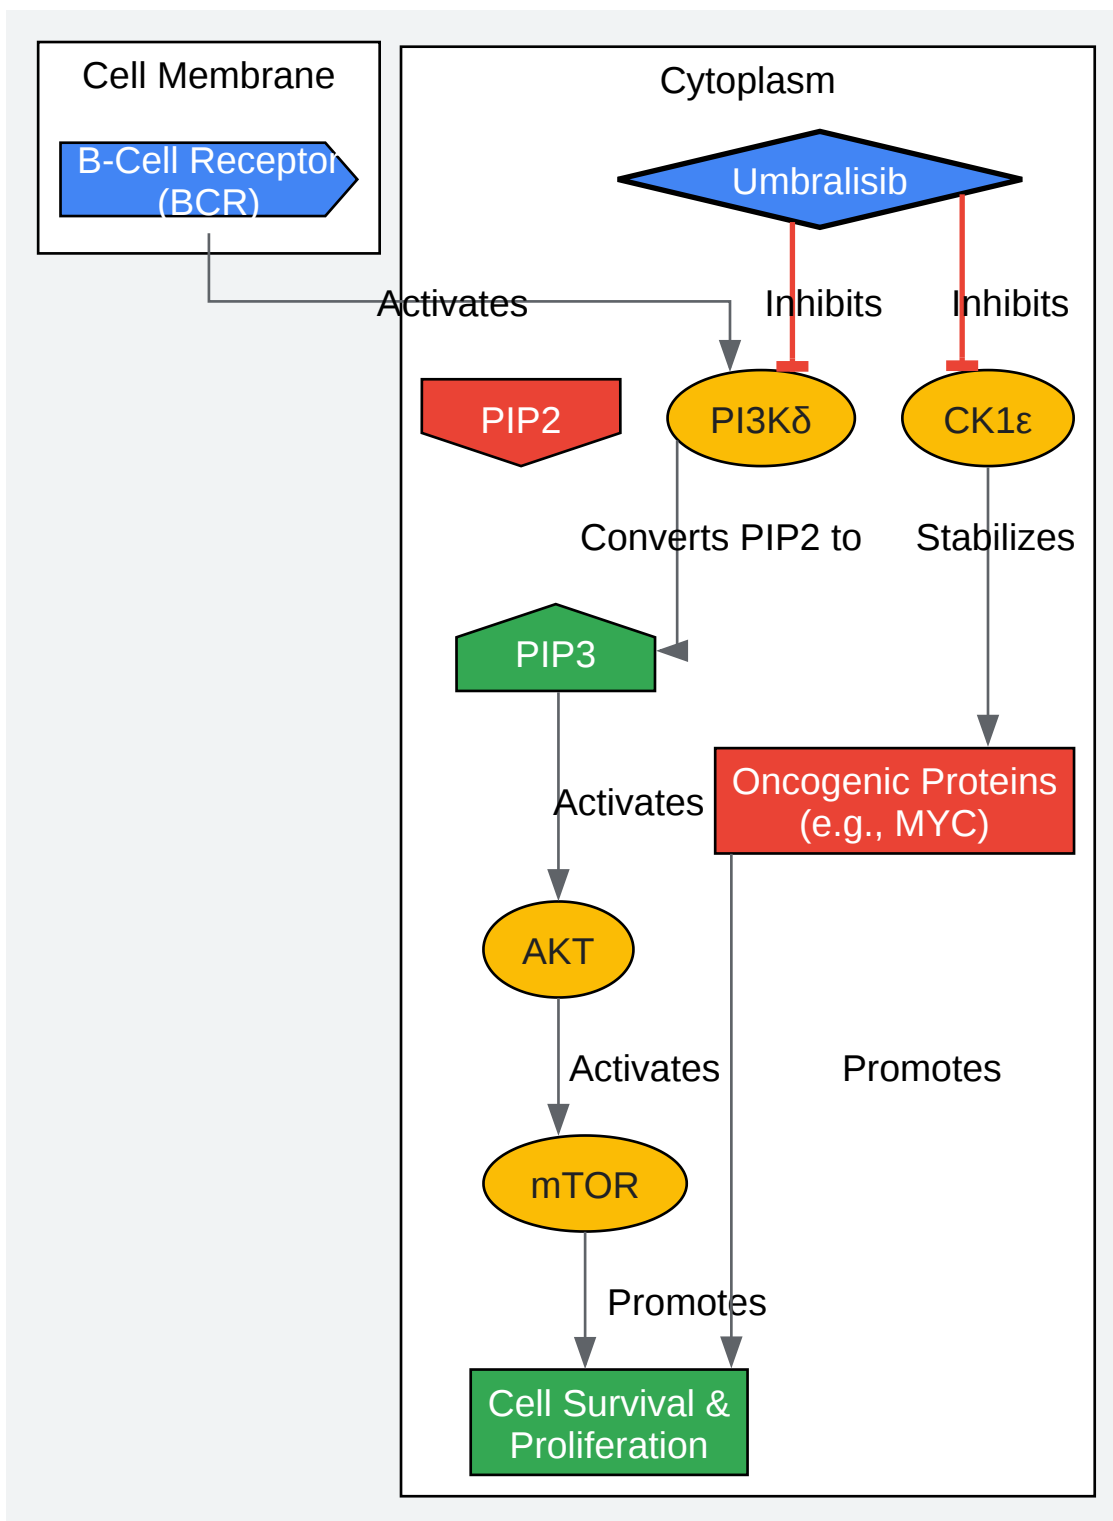 Cell Membrane
B-Cell Receptor
(BCR)
Cytoplasm
Umbralisib
Activates
Inhibits
Inhibits
PIP2
PI3Kδ
CK1ε
Converts PIP2 to
Stabilizes
PIP3
Oncogenic Proteins
(e.g., MYC)
Activates
AKT
Activates
Promotes
mTOR
Promotes
Cell Survival &
Proliferation